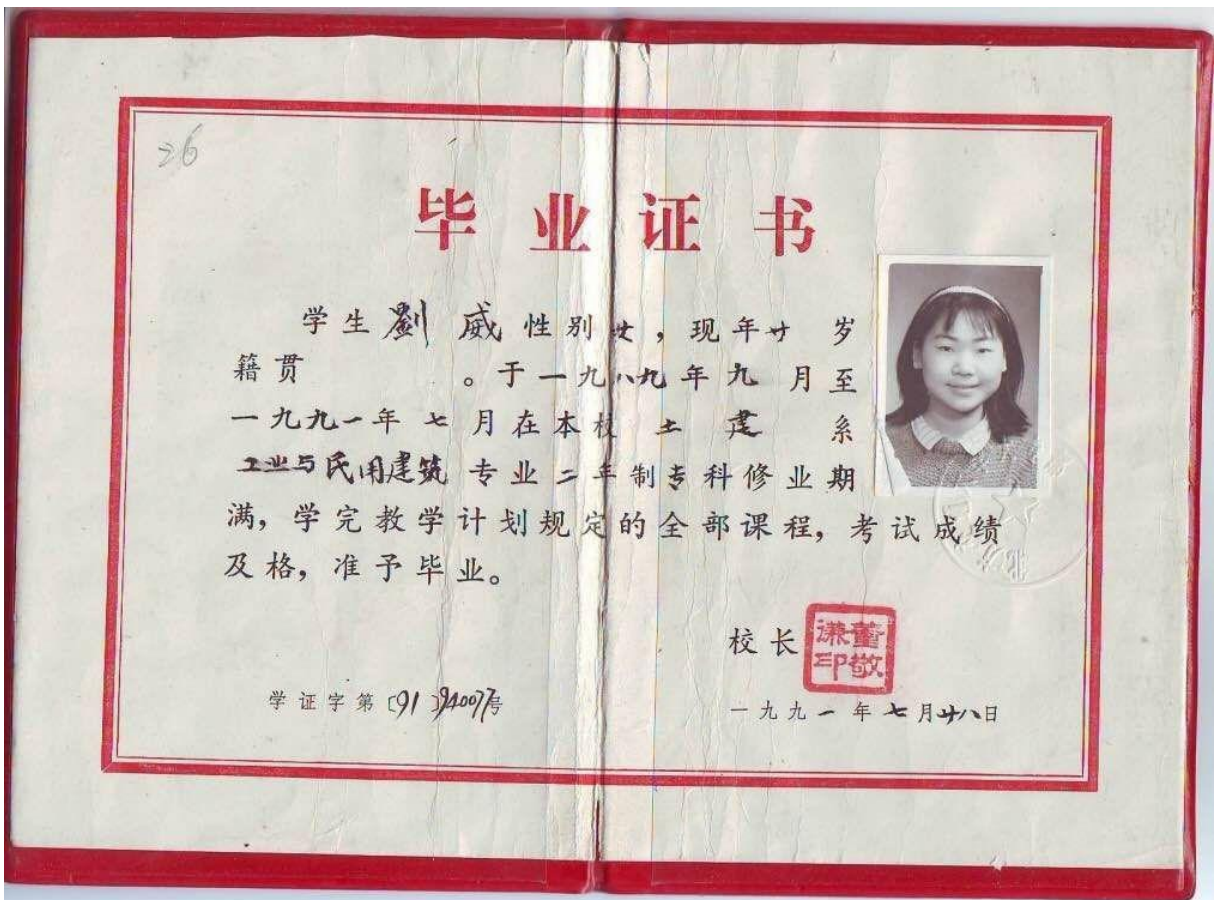 26
毕业证书
学生劉威性别女，现年廿岁
籍贯　　。于一九八九年九月至
一九九一年七月在本校土建系
工业与民用建筑专业二年制专科修业期
满，学完教学计划规定的全部课程，考试成绩
及格，准予毕业。
校长
董敬谦印
学证字第〔91〕94007号
一九九一年七月廿八日